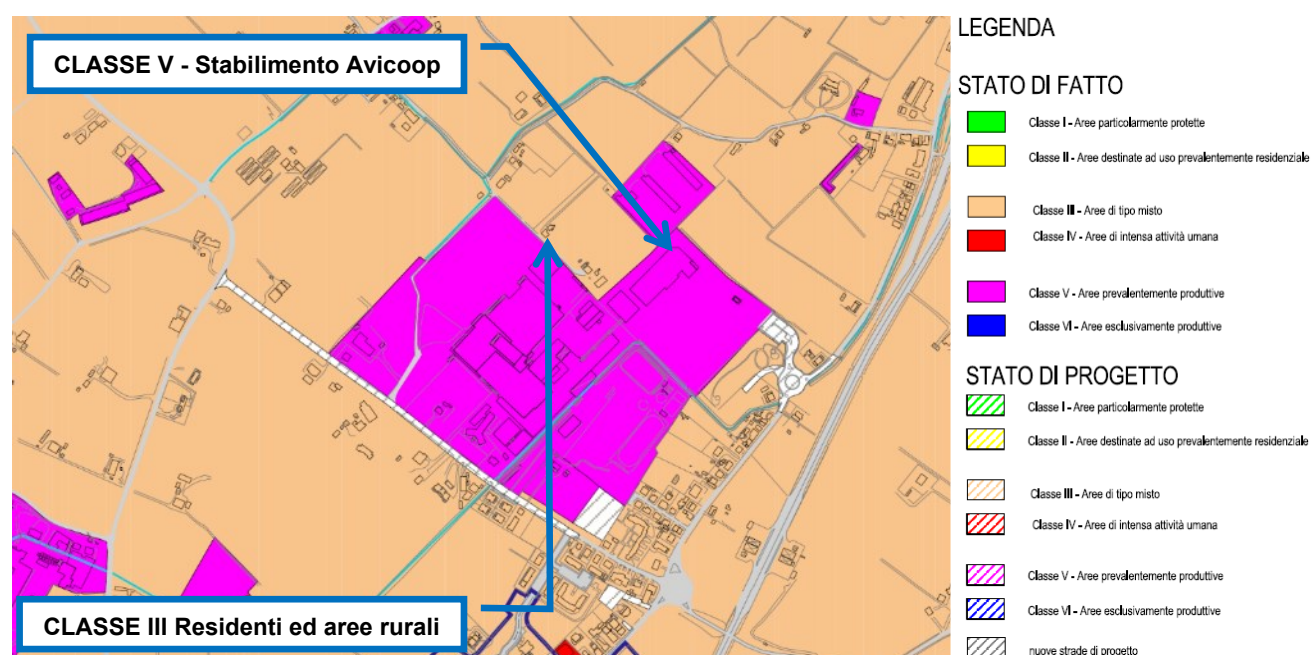 CLASSE V - Stabilimento Avicoop
CLASSE III Residenti ed aree rurali
LEGENDA
STATO DI FATTO
Classe I - Aree particolarmente protette
Classe II - Aree destinate ad uso prevalentemente residenziale
Classe III - Aree di tipo misto
Classe IV - Aree di intensa attività umana
Classe V - Aree prevalentemente produttive
Classe VI - Aree esclusivamente produttive
STATO DI PROGETTO
Classe I - Aree particolarmente protette
Classe II - Aree destinate ad uso prevalentemente residenziale
Classe III - Aree di tipo misto
Classe IV - Aree di intensa attività umana
Classe V - Aree prevalentemente produttive
Classe VI - Aree esclusivamente produttive
nuove strade di progetto